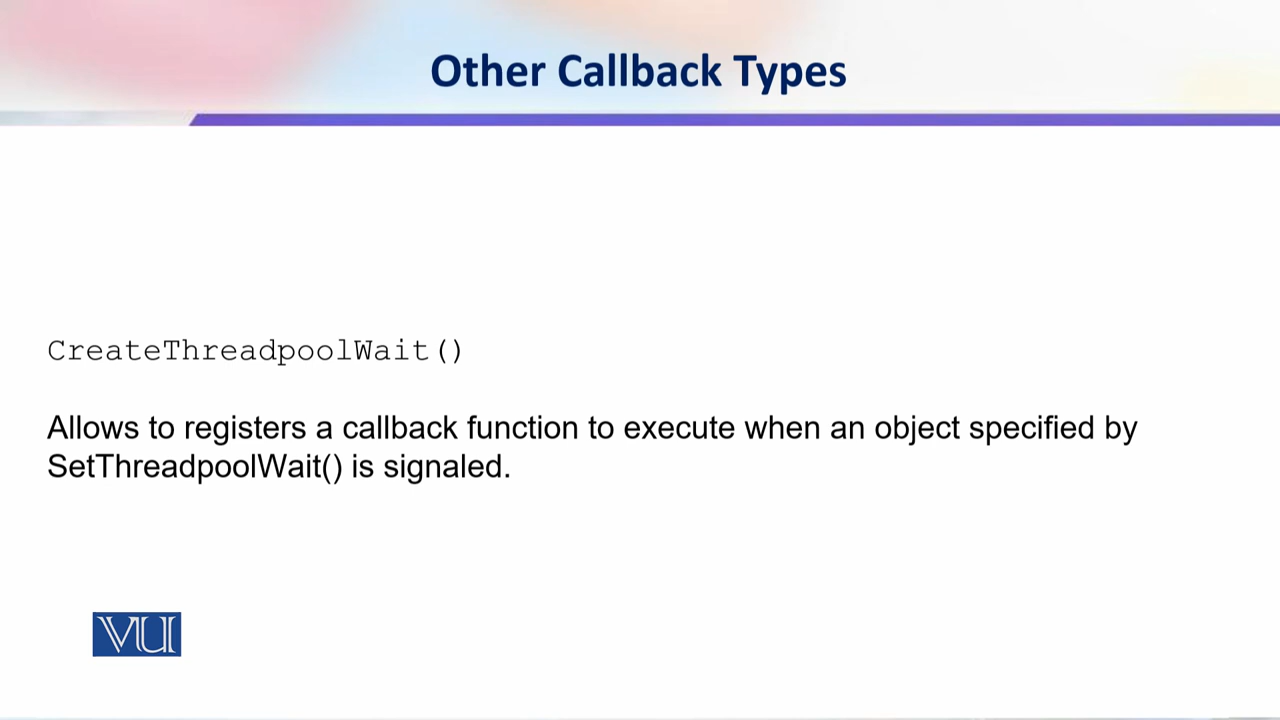 Other Callback Types
CreateThreadpoolWait()
Allows to registers a callback function to execute when an object specified by
SetThreadpoolWait() is signaled.
VU